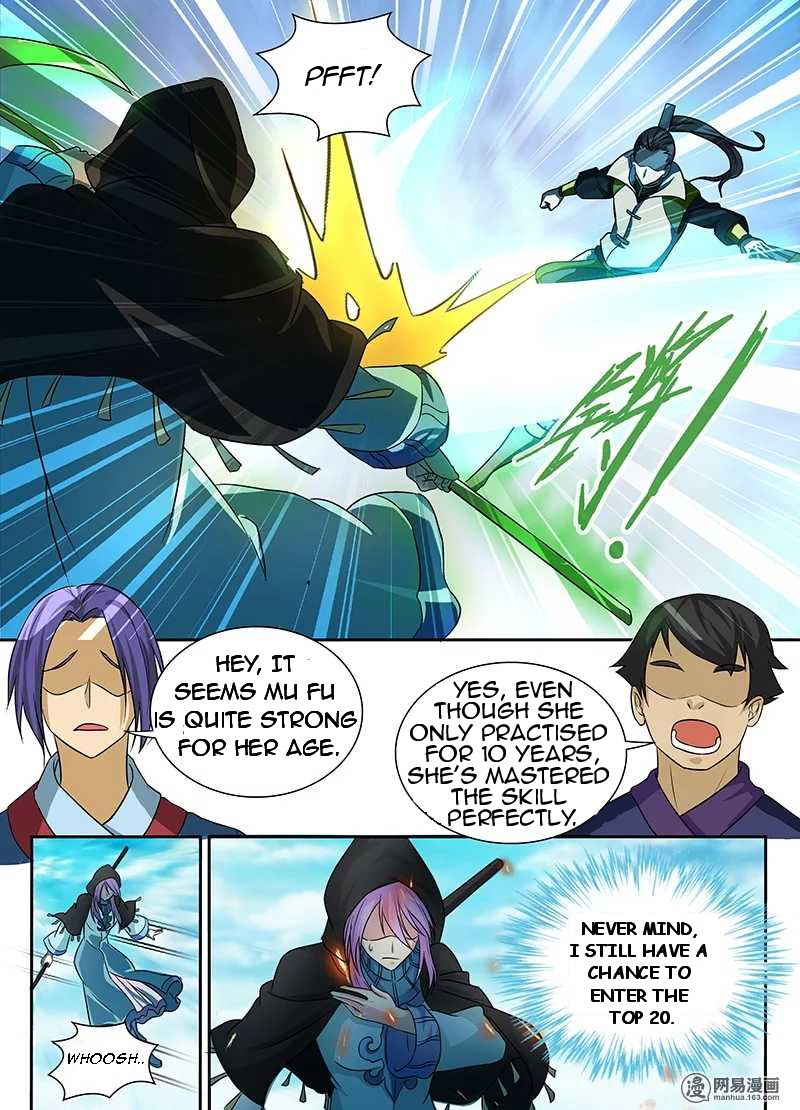 PFFT!
HEY, IT
SEEMS MU FU
IS QUITE STRONG
FOR HER AGE.
YES, EVEN
THOUGH SHE
ONLY PRACTISED
FOR 10 YEARS,
SHE'S MASTERED
THE SKILL
PERFECTLY.
WHOOSH..
NEVER MIND,
I STILL HAVE A
CHANCE TO
ENTER THE
TOP 20.
网易漫画
manhua.163.com